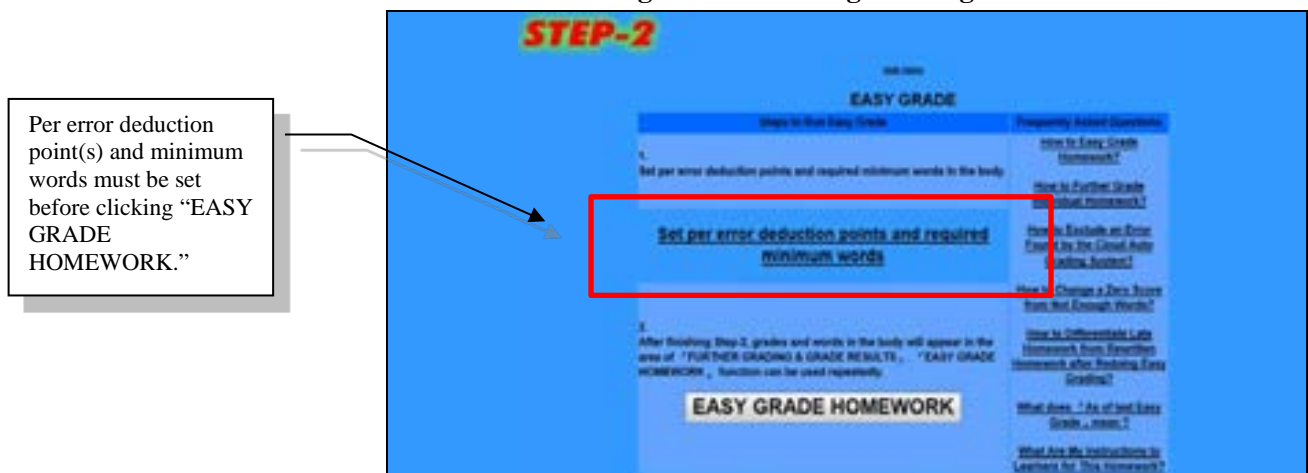 STEP-2
EASY GRADE
Per error deduction
point(s) and minimum
words must be set
before clicking “EASY
GRADE
HOMEWORK.”
Steps to Run Easy Grade
Frequently Asked Questions
1.
Set per error deduction points and required minimum words in the body.
Set per error deduction points and required
minimum words
2.
After finishing Step-2, grades and words in the body will appear in the
area of「FURTHER GRADING & GRADE RESULTS」. 「EASY GRADE
HOMEWORK」 function can be used repeatedly.
EASY GRADE HOMEWORK
How to Easy Grade
Homework?
How to Further Grade
Individual Homework?
How to Exclude an Error
Found by the Cloud Auto
Grading System?
How to Change a Zero Score
from Not Enough Words?
How to Differentiate Late
Homework from Rewritten
Homework after Redoing Easy
Grading?
What does 「As of last Easy
Grade」 mean?
What Are My Instructions to
Learners for This Homework?